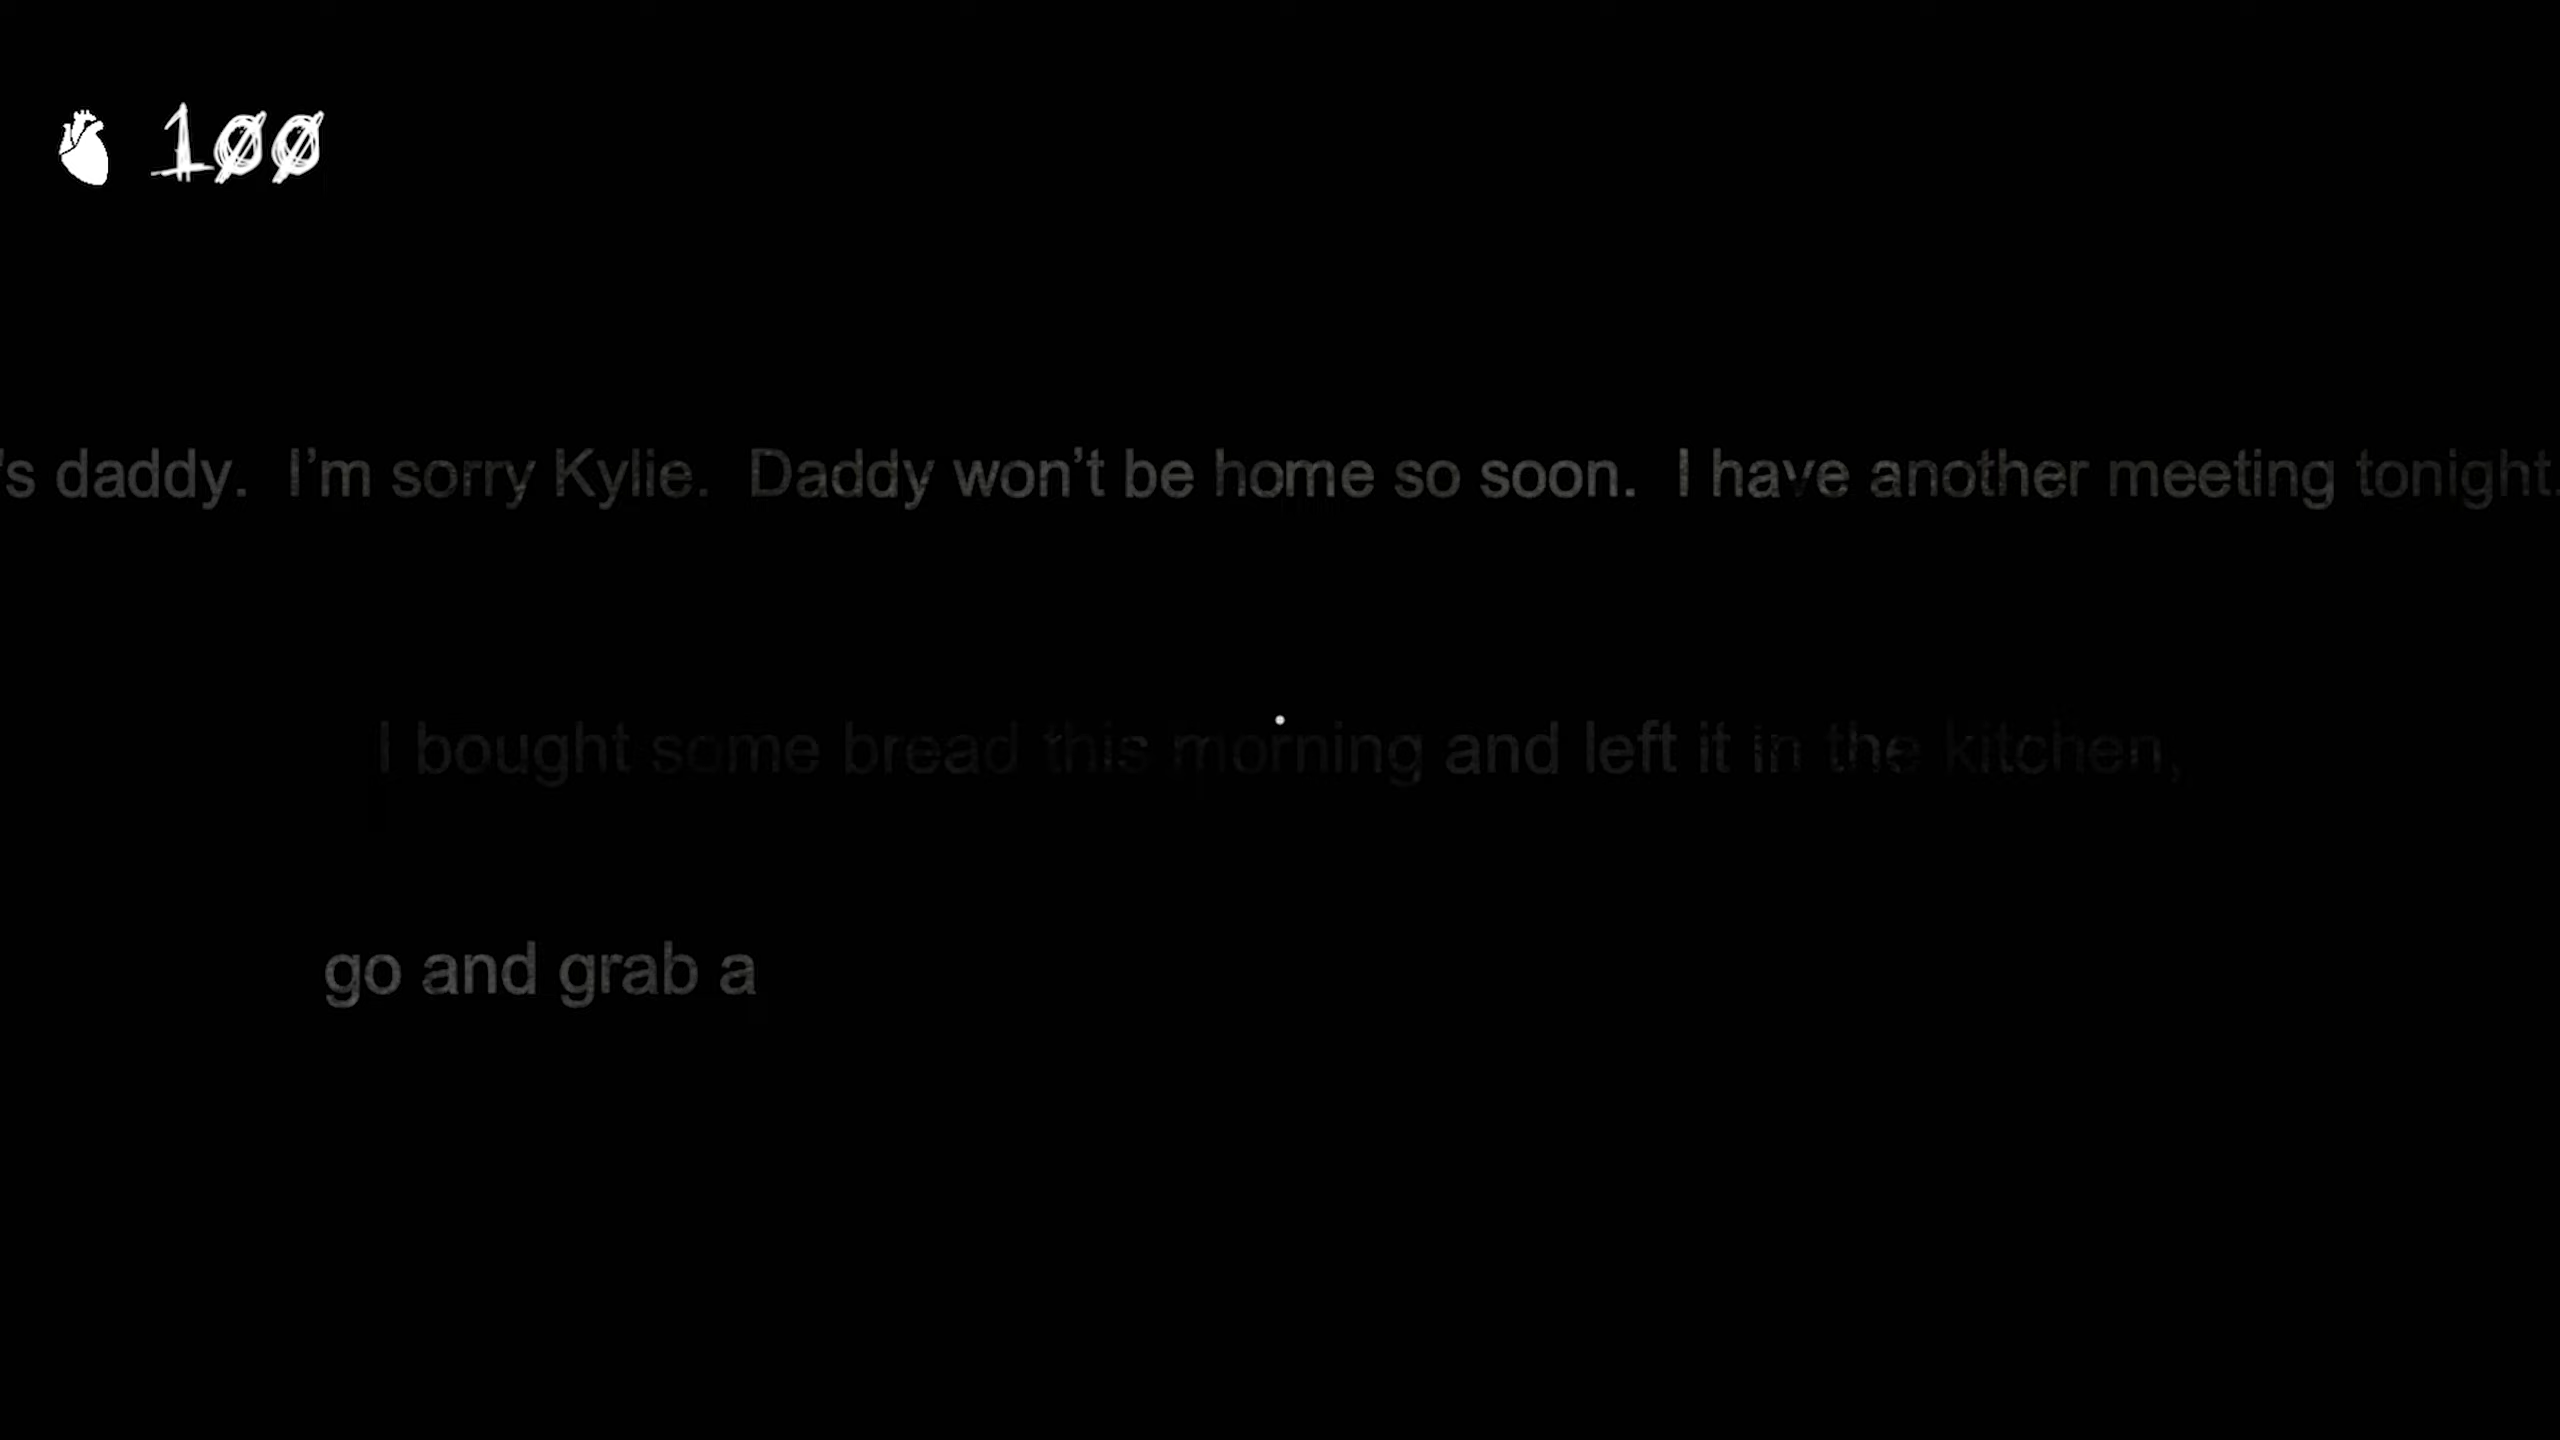 100
's daddy.  I’m sorry Kylie.  Daddy won’t be home so soon.  I have another meeting tonight.
I bought some bread this morning and left it in the kitchen,
go and grab a